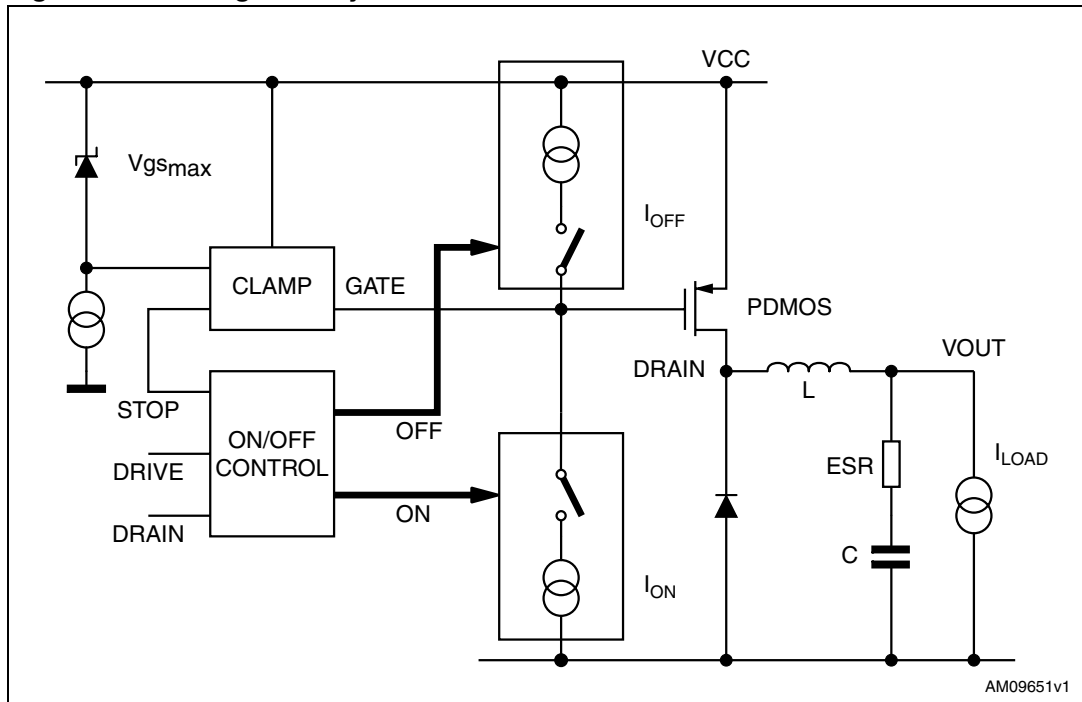 VCC
Vgsmax
IOFF
CLAMP
GATE
PDMOS
DRAIN
VOUT
L
STOP
OFF
ON/OFF
CONTROL
DRIVE
ESR
ILOAD
ON
DRAIN
C
ION
AM09651v1